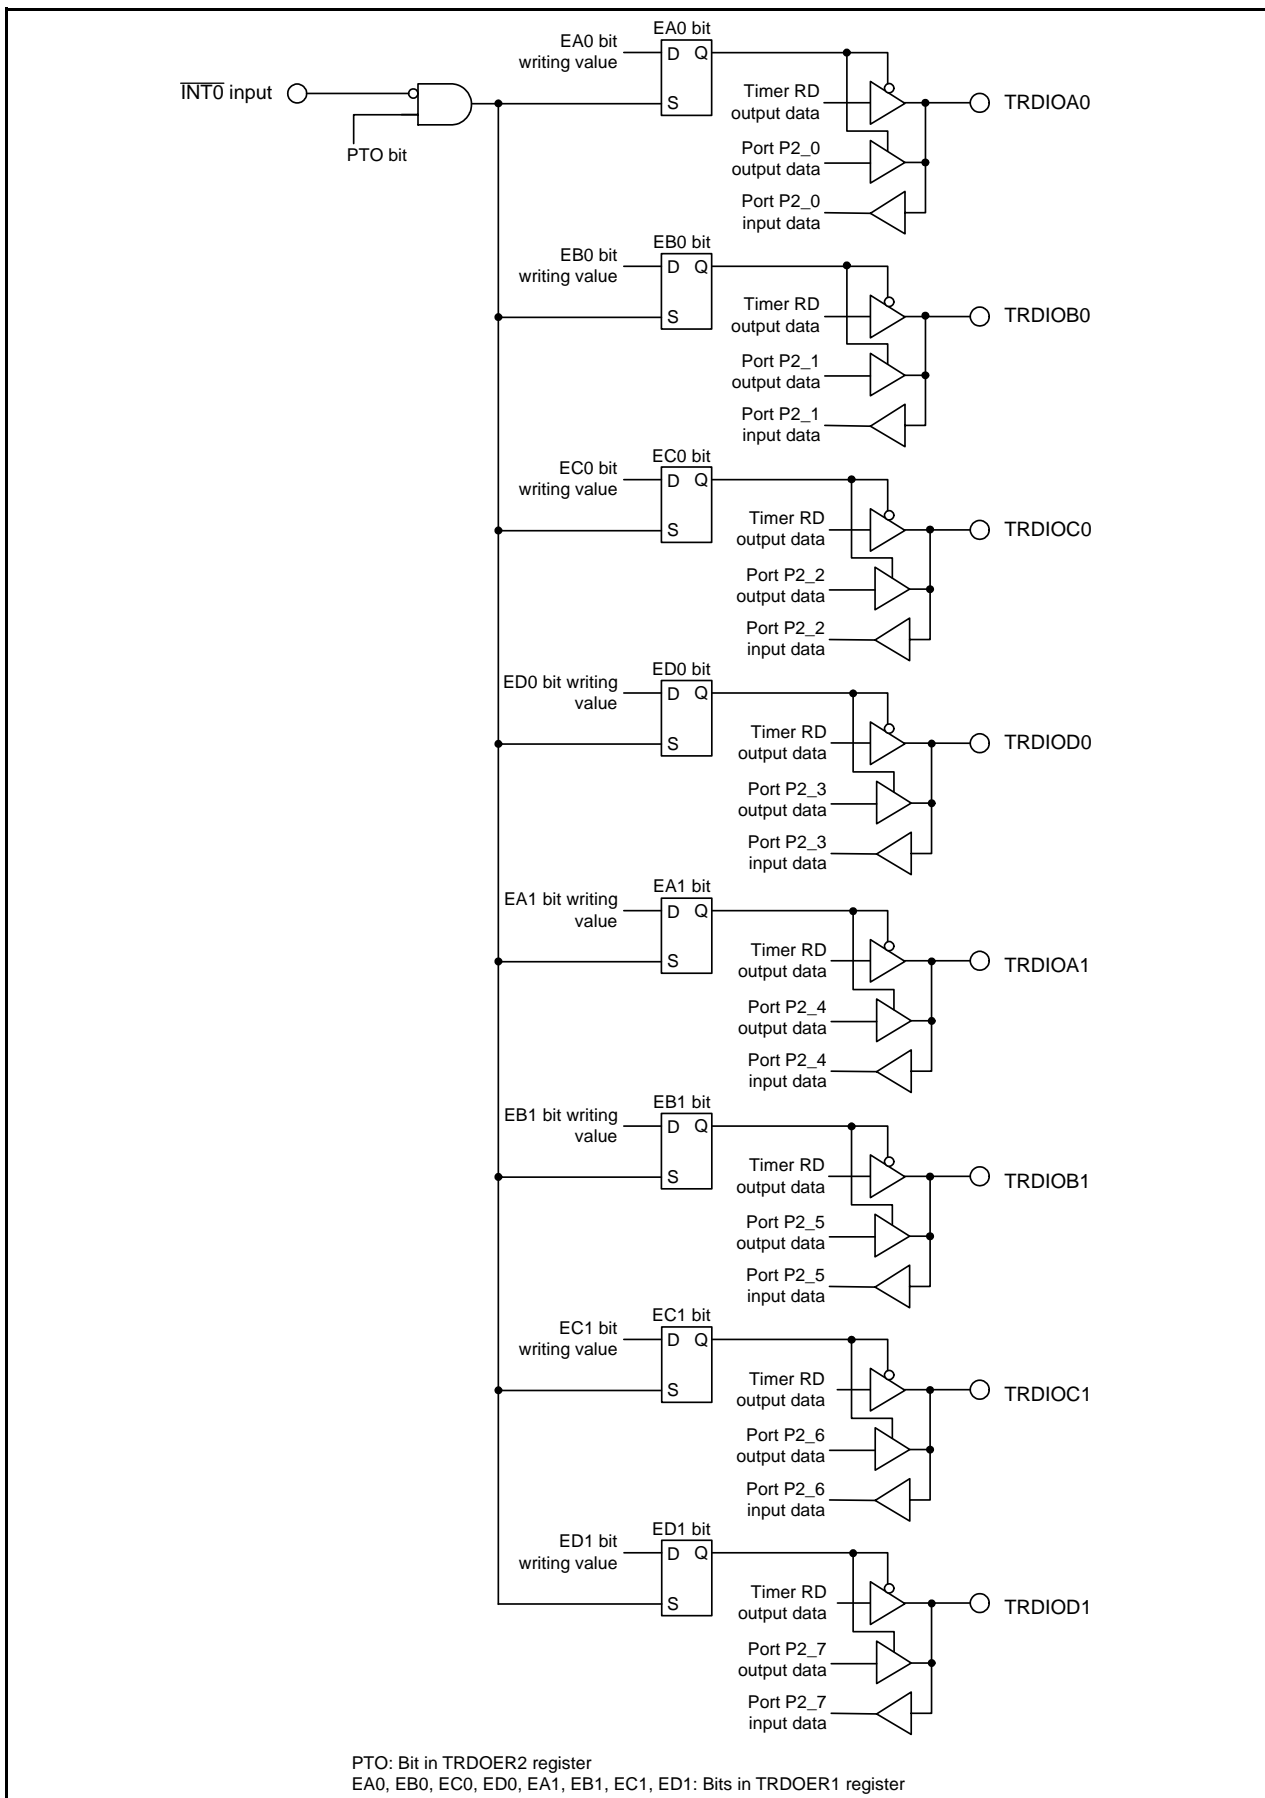 EA0 bit
EA0 bit
writing value
D Q
S
INT0 input
PTO bit
Timer RD
output data
TRDIOA0
Port P2_0
output data
Port P2_0
input data
EB0 bit
EB0 bit
writing value
D Q
S
Timer RD
output data
TRDIOB0
Port P2_1
output data
Port P2_1
input data
EC0 bit
EC0 bit
writing value
D Q
S
Timer RD
output data
TRDIOC0
Port P2_2
output data
Port P2_2
input data
ED0 bit
ED0 bit writing
value
D Q
S
Timer RD
output data
TRDIOD0
Port P2_3
output data
Port P2_3
input data
EA1 bit
EA1 bit writing
value
D Q
S
Timer RD
output data
TRDIOA1
Port P2_4
output data
Port P2_4
input data
EB1 bit
EB1 bit writing
value
D Q
S
Timer RD
output data
TRDIOB1
Port P2_5
output data
Port P2_5
input data
EC1 bit
EC1 bit
writing value
D Q
S
Timer RD
output data
TRDIOC1
Port P2_6
output data
Port P2_6
input data
ED1 bit
ED1 bit
writing value
D Q
S
Timer RD
output data
TRDIOD1
Port P2_7
output data
Port P2_7
input data
PTO: Bit in TRDOER2 register
EA0, EB0, EC0, ED0, EA1, EB1, EC1, ED1: Bits in TRDOER1 register